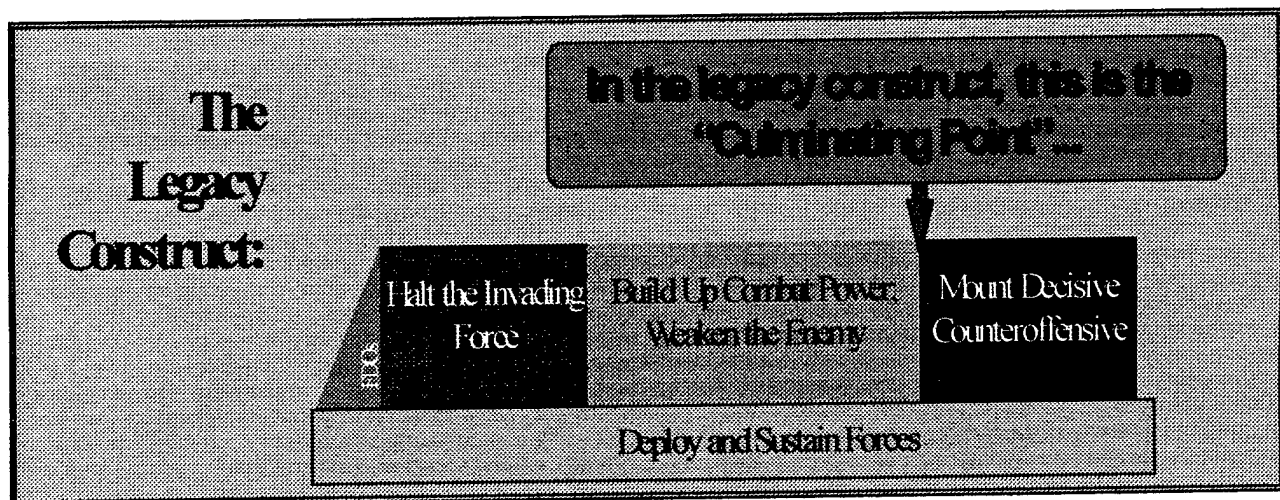 The
Legacy
Construct:
In the legacy construct, this is the
“Culminating Point”...
FDOs
Halt the Invading
Force
Build Up Combat Power;
Weaken the Enemy
Mount Decisive
Counteroffensive
Deploy and Sustain Forces